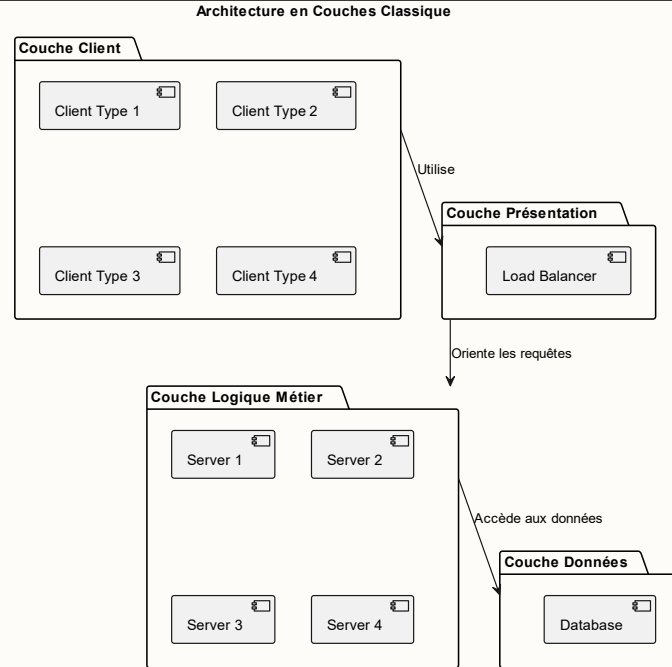 Architecture en Couches Classique
Couche Client
Client Type 1
Client Type 2
Client Type 3
Client Type 4
Utilise
Couche Présentation
Load Balancer
Oriente les requêtes
Couche Logique Métier
Server 1
Server 2
Server 3
Server 4
Accède aux données
Couche Données
Database